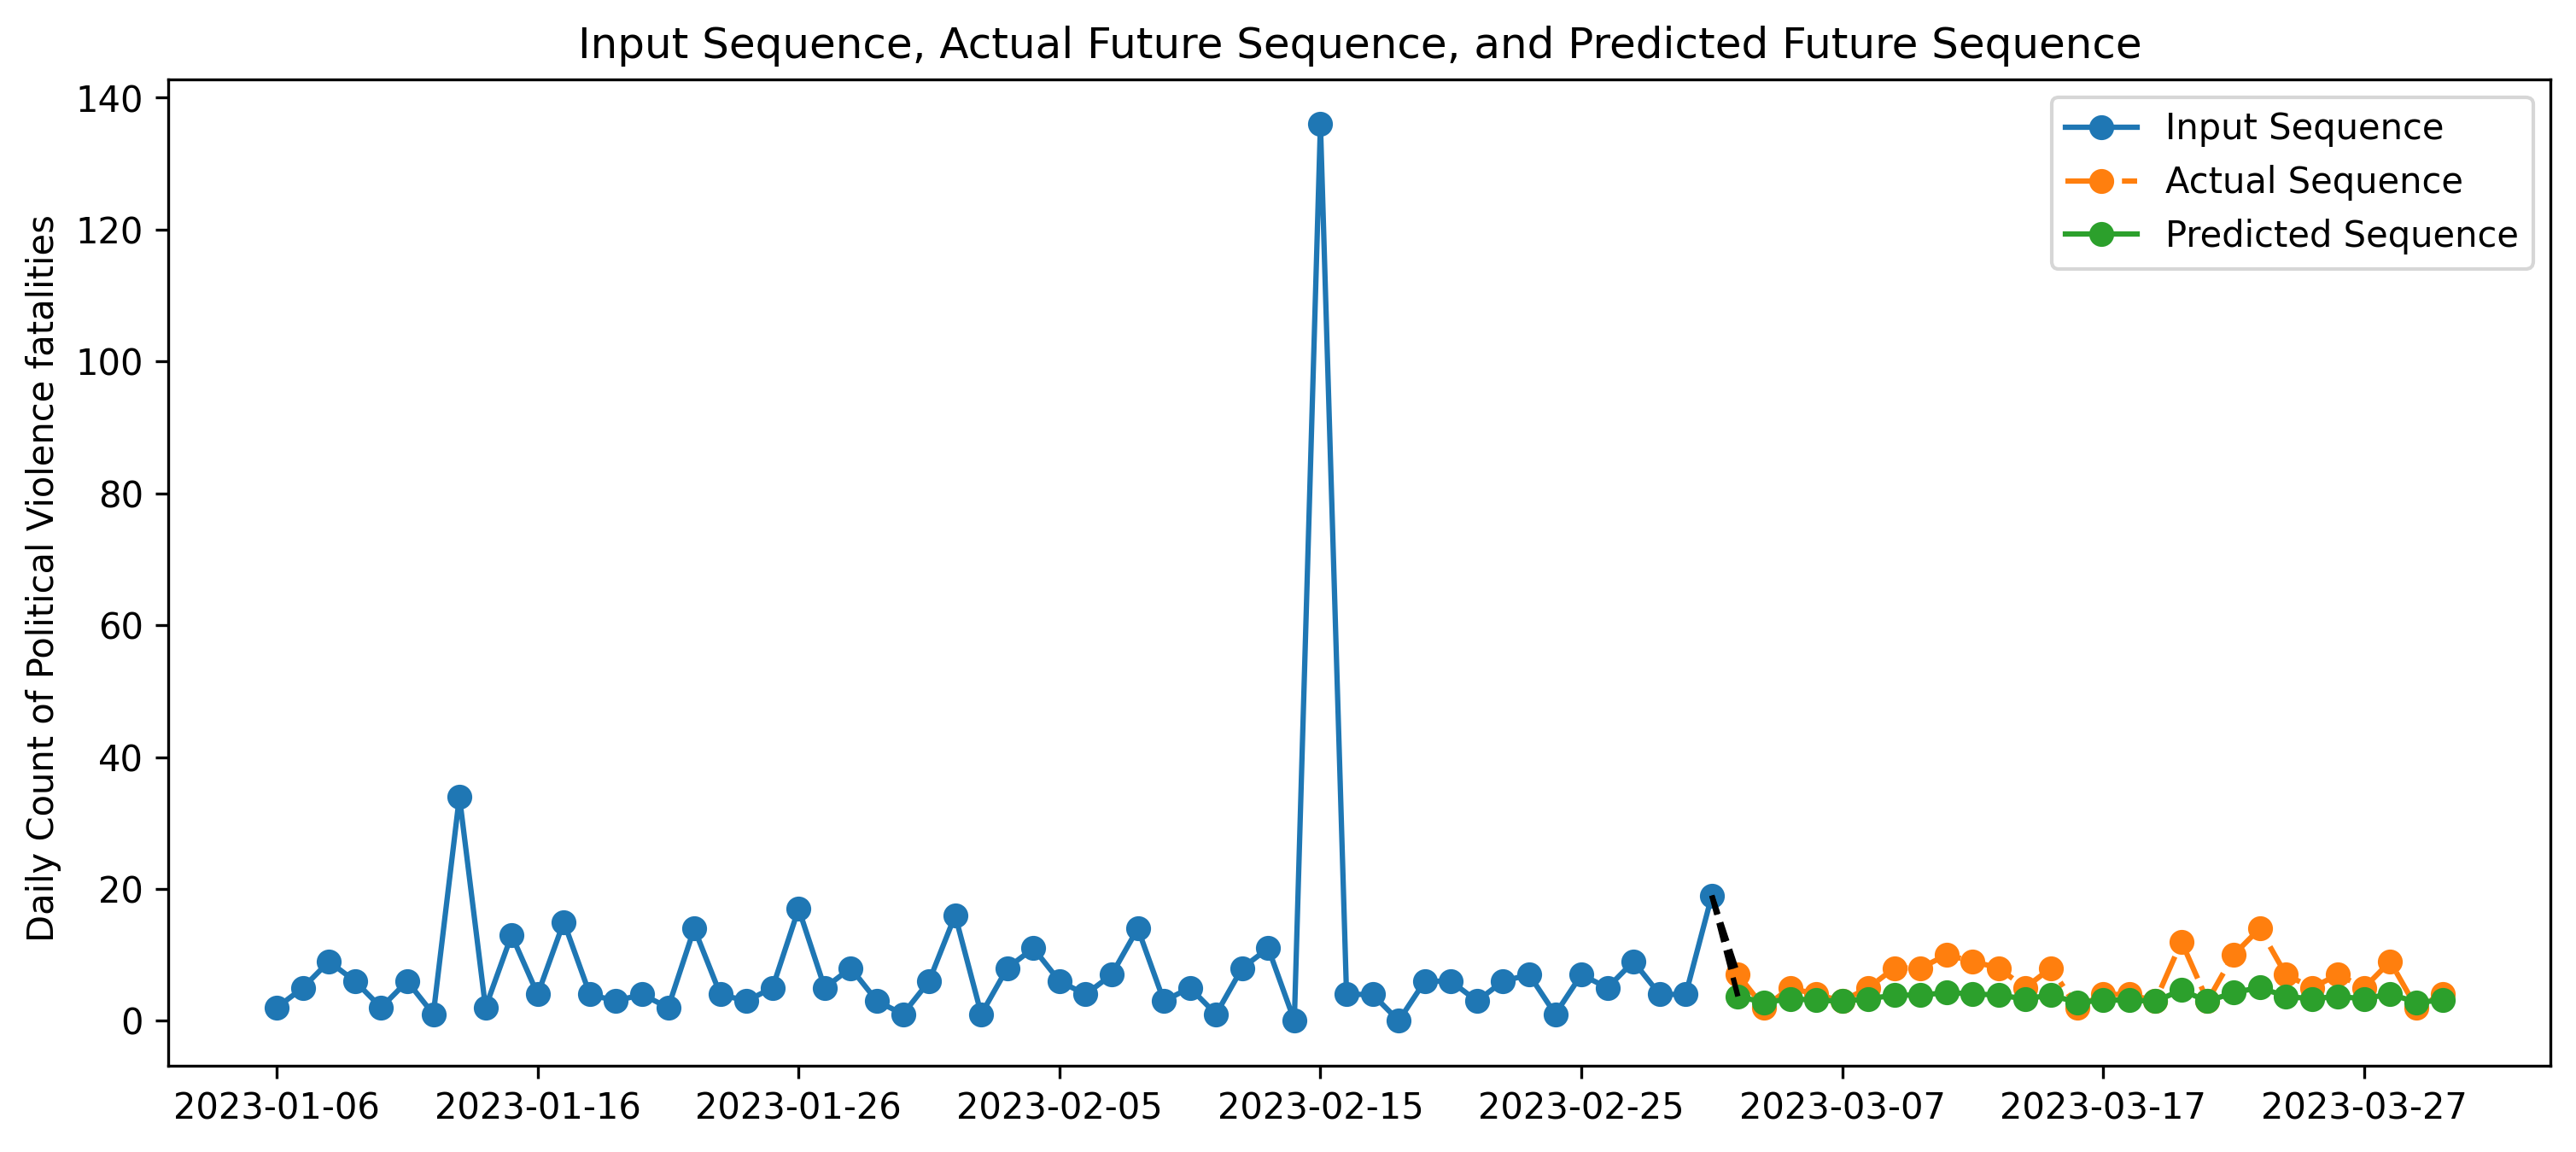 Input Sequence, Actual Future Sequence, and Predicted Future Sequence
Daily Count of Political Violence fatalities
140
120
100
80
60
40
20
0
Input Sequence
Actual Sequence
Predicted Sequence
2023-01-06 2023-01-16 2023-01-26 2023-02-05 2023-02-15 2023-02-25 2023-03-07 2023-03-17 2023-03-27